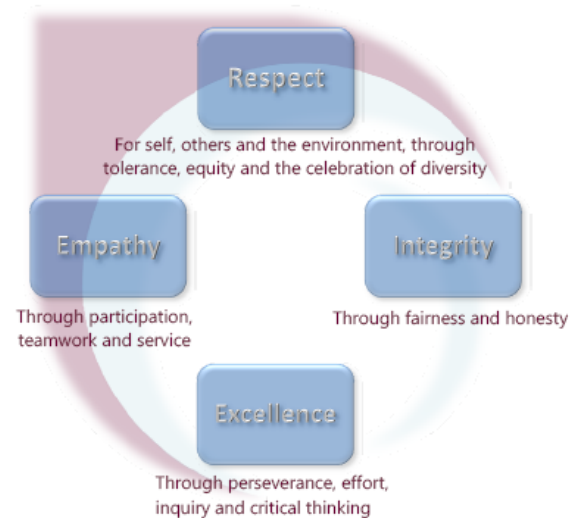 Respect
For self, others and the environment, through
tolerance, equity and the celebration of diversity
Empathy
Through participation,
teamwork and service
Integrity
Through fairness and honesty
Excellence
Through perseverance, effort,
inquiry and critical thinking